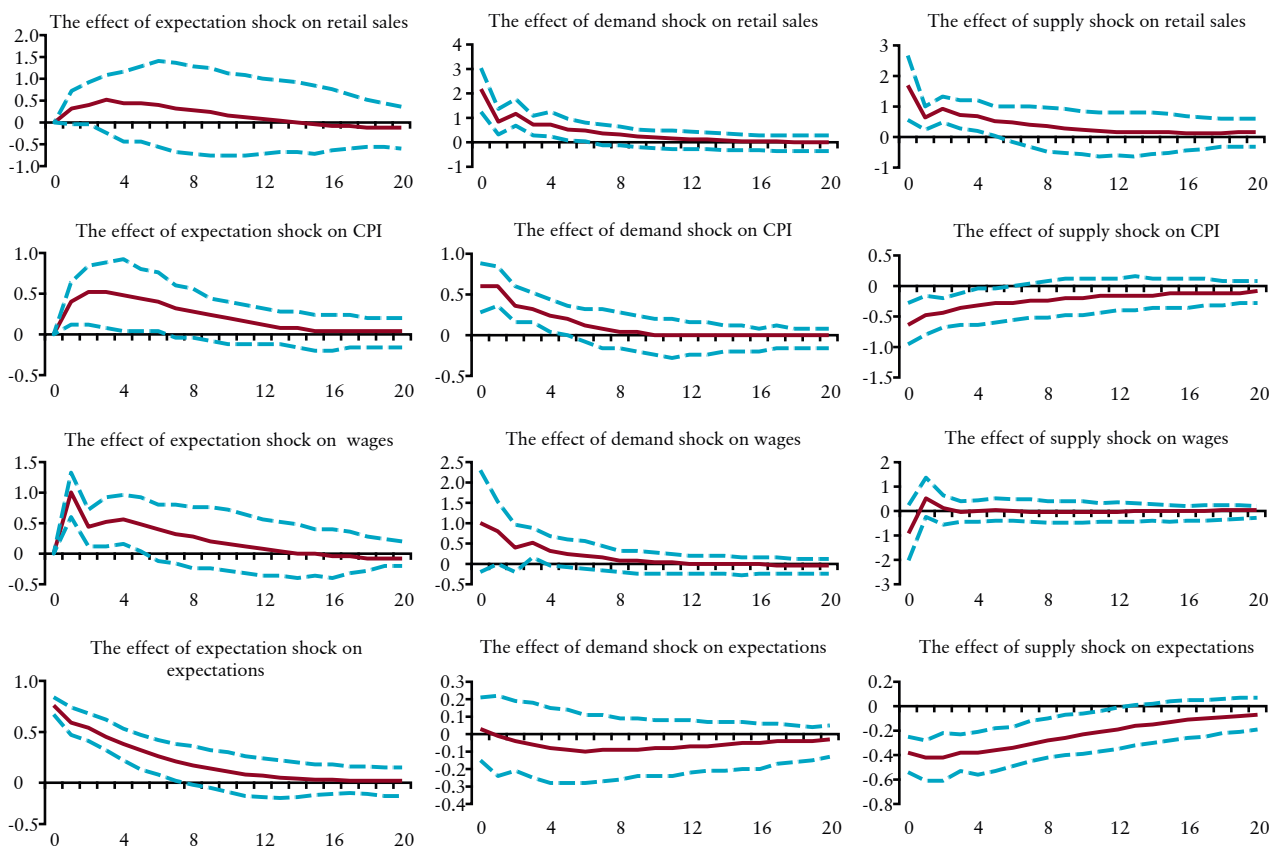 The effect of expectation shock on retail sales
2.0
1.5
1.0
0.5
0
-0.5
-1.0
0 4 8 12 16 20
The effect of demand shock on retail sales
4
3
2
1
0
-1
0 4 8 12 16 20
The effect of supply shock on retail sales
3
2
1
0
-1
0 4 8 12 16 20
The effect of expectation shock on CPI
1.0
0.5
0
-0.5
0 4 8 12 16 20
The effect of demand shock on CPI
1.0
0.5
0
-0.5
0 4 8 12 16 20
The effect of supply shock on CPI
0.5
0
-0.5
-1.0
-1.5
0 4 8 12 16 20
The effect of expectation shock on wages
1.5
1.0
0.5
0
-0.5
0 4 8 12 16 20
The effect of demand shock on wages
2.5
2.0
1.5
1.0
0.5
0
-0.5
0 4 8 12 16 20
The effect of supply shock on wages
2
1
0
-1
-2
-3
0 4 8 12 16 20
The effect of expectation shock on
expectations
1.0
0.5
0
-0.5
0 4 8 12 16 20
The effect of demand shock on expectations
0.3
0.2
0.1
0
-0.1
-0.2
-0.3
-0.4
0 4 8 12 16 20
The effect of supply shock on expectations
0.2
0
-0.2
-0.4
-0.6
-0.8
0 4 8 12 16 20